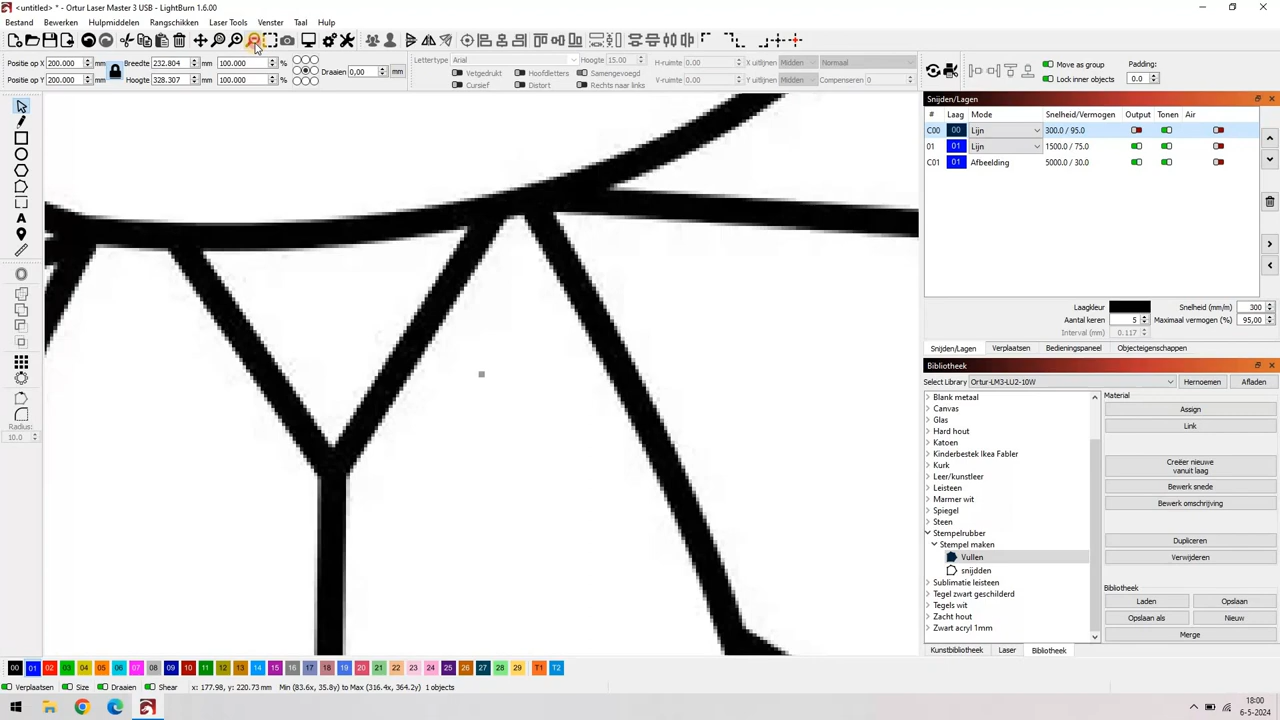 <untitled> * - Ortur Laser Master 3 USB - LightBurn 1.6.00
Bestand Bewerken Hulpmiddelen Rangschikken Laser Tools Venster Taal Help
Positie op X 200.000 mm Breedte 232.804 mm 100.000 %
Positie op Y 200.000 mm Hoogte 328.307 mm 100.000 %
Draaien 0,00 mm
Lettertype Arial Hoogte 15.00
Vetgedrukt Hoofdletters Samengevoegd
Cursief Distort Rechts naar links
H-ruimte 0.00 X uitlijnen Midden Normaal
V-ruimte 0.00 Y uitlijnen Midden Compenseren 0
Move as group
Lock inner objects
Padding:
0.0
Snijden/Lagen
# Laag Mode Snelheid/Vermogen Output Tonen Air
C00 00 Lijn 300.0 / 95.0
01 01 Lijn 1500.0 / 75.0
C01 01 Afbeelding 5000.0 / 30.0
Laagkleur Snelheid (mm/m) 300
Aantal keren 5 Maximaal vermogen (%) 95,00
Interval (mm) 0.117
Snijden/Lagen Verplaatsen Bedieningspaneel Objecteigenschappen
Bibliotheek
Select Library Ortur-LM3-LU2-10W Hernoemen Afladen
Blank metaal
Canvas
Glas
Hard hout
Katoen
Kinderbestek Ikea Fabler
Kurk
Leer/kunstleer
Leisteen
Marmer wit
Spiegel
Steen
Stempelrubber
Stempel maken
Vullen
snijdden
Sublimatie leisteen
Tegel zwart geschilderd
Tegels wit
Zacht hout
Zwart acryl 1mm
Material
Assign
Link
Creëer nieuwe
vanuit laag
Bewerk snede
Bewerk omschrijving
Dupliceren
Verwijderen
Bibliotheek
Laden Opslaan
Opslaan als Nieuw
Merge
Kunstbibliotheek Laser Bibliotheek
Radius:
10.0
00 01 02 03 04 05 06 07 08 09 10 11 12 13 14 15 16 17 18 19 20 21 22 23 24 25 26 27 28 29 T1 T2
Verplaatsen Size Draaien Shear x: 177.98, y: 220.73 mm Min (83.6x, 35.8y) to Max (316.4x, 364.2y) 1 objects
18:00
6-5-2024